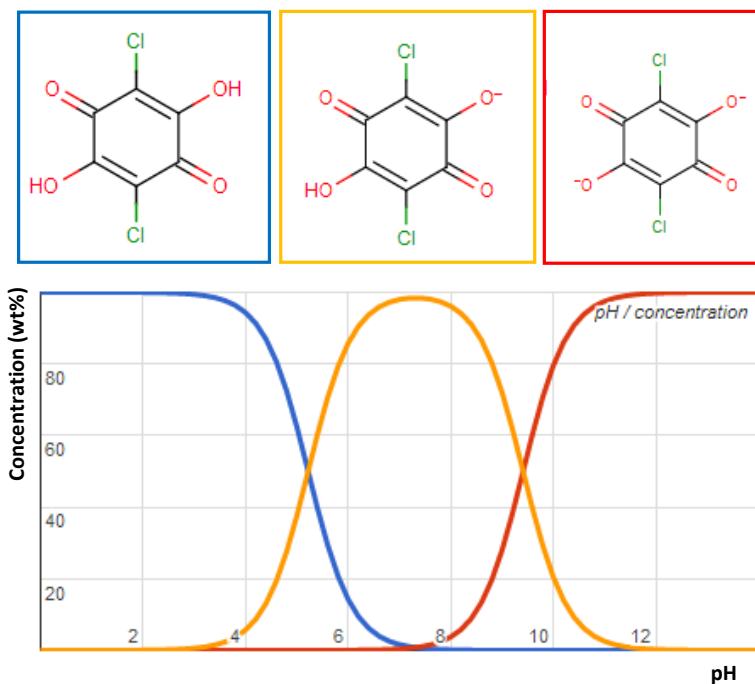 Cl Cl Cl
O OH O O⁻ O O⁻
HO O HO O ⁻O O
Cl Cl Cl
pH / concentration
Concentration (wt%)
80
60
40
20
2 4 6 8 10 12
pH